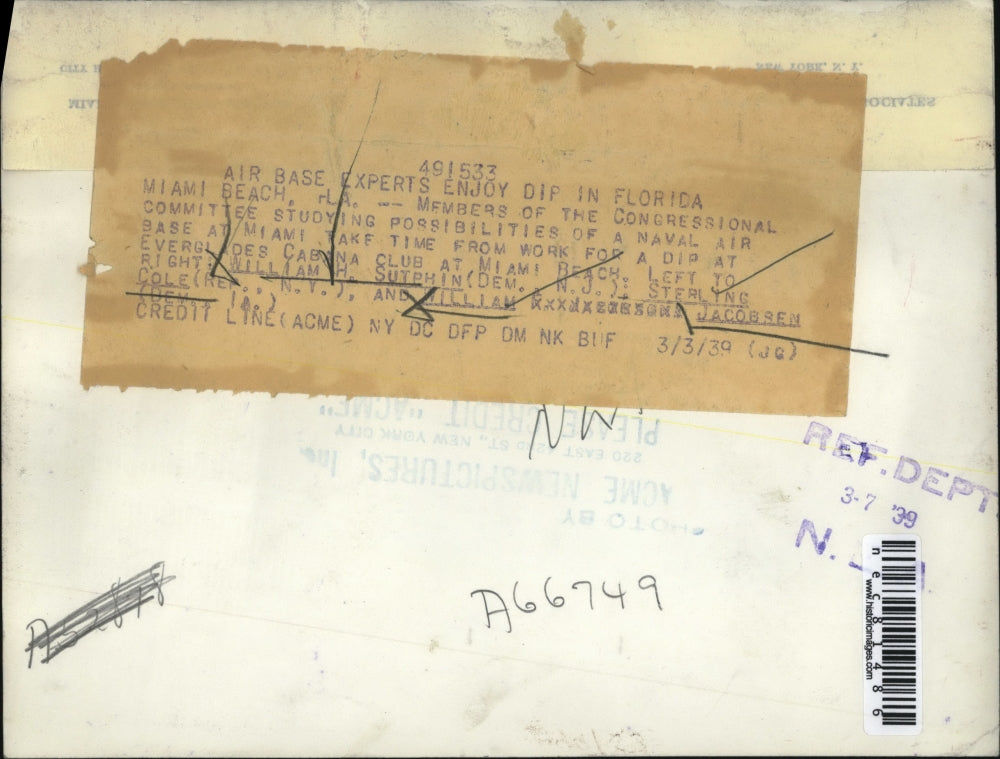 491533
AIR BASE EXPERTS ENJOY DIP IN FLORIDA
MIAMI BEACH, FLA. -- MEMBERS OF THE CONGRESSIONAL
COMMITTEE STUDYING POSSIBILITIES OF A NAVAL AIR
BASE AT MIAMI TAKE TIME FROM WORK FOR A DIP AT
EVERGLADES CABANA CLUB AT MIAMI BEACH. LEFT TO
RIGHT: WILLIAM H. SUTPHIN (DEM., N.J.); STERLING
COLE (REP., N.Y.), AND WILLIAM JACOBSEN
(DEM., IA.)
CREDIT LINE (ACME) NY DC DFP DM NK BUF 3/3/39 (JG)
NW
PLEASE CREDIT "ACME"
220 EAST 42ND ST., NEW YORK CITY
ACME NEWSPICTURES, Inc.
PHOTO BY
REF. DEPT
3-7 '39
N.
A66749
nec81486
www.historicimages.com